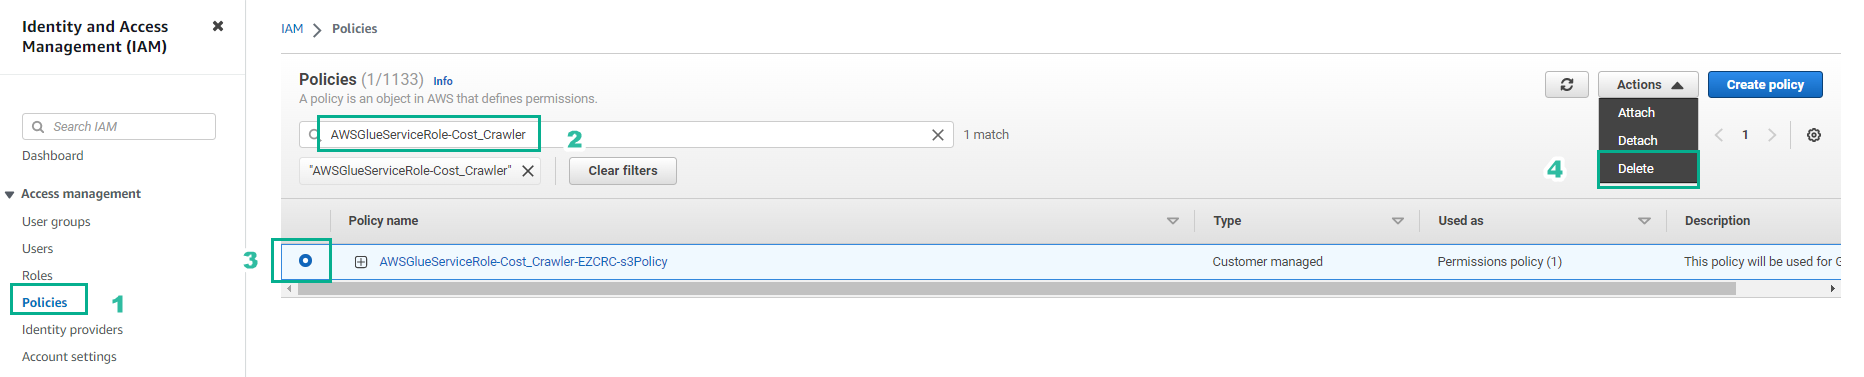 Identity and Access
Management (IAM)
Search IAM
Dashboard
Access management
User groups
Users
Roles
Policies
1
Identity providers
Account settings
IAM
Policies
Policies (1/1133) Info
A policy is an object in AWS that defines permissions.
Actions
Create policy
Attach
Detach
Delete
4
AWSGlueServiceRole-Cost_Crawler
2
1 match
1
"AWSGlueServiceRole-Cost_Crawler"
Clear filters
Policy name
Type
Used as
Description
3
AWSGlueServiceRole-Cost_Crawler-EZCRC-s3Policy
Customer managed
Permissions policy (1)
This policy will be used for G